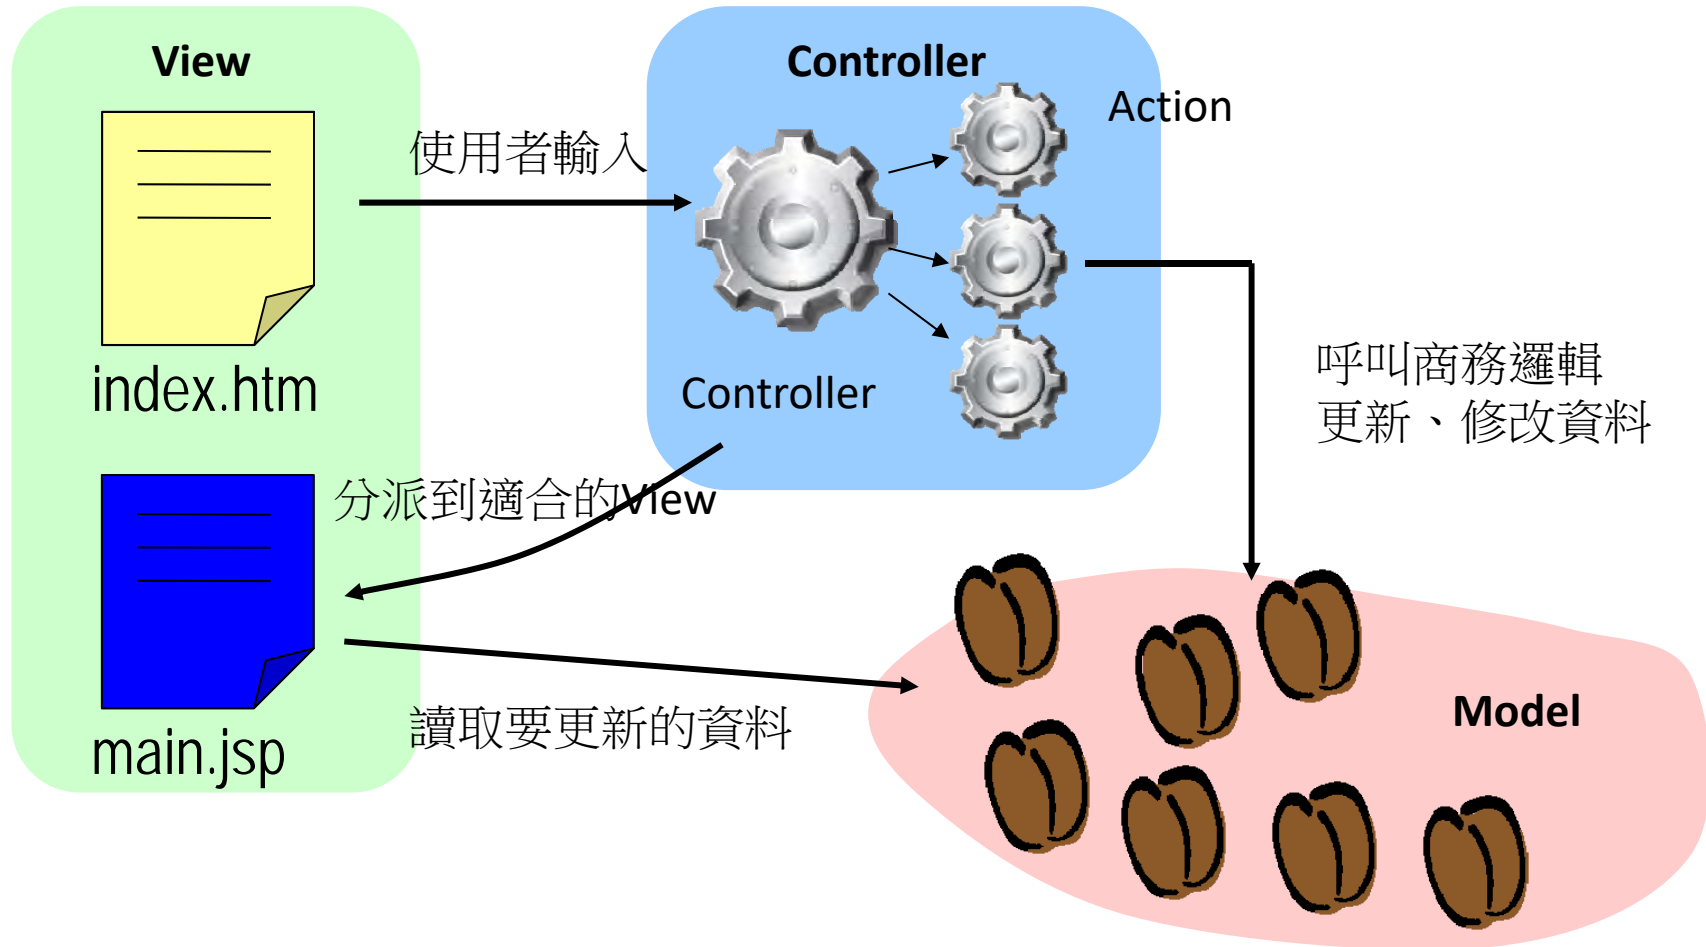 View
Controller
Action
使用者輸入
index.htm
Controller
呼叫商務邏輯
更新、修改資料
分派到適合的View
讀取要更新的資料
main.jsp
Model